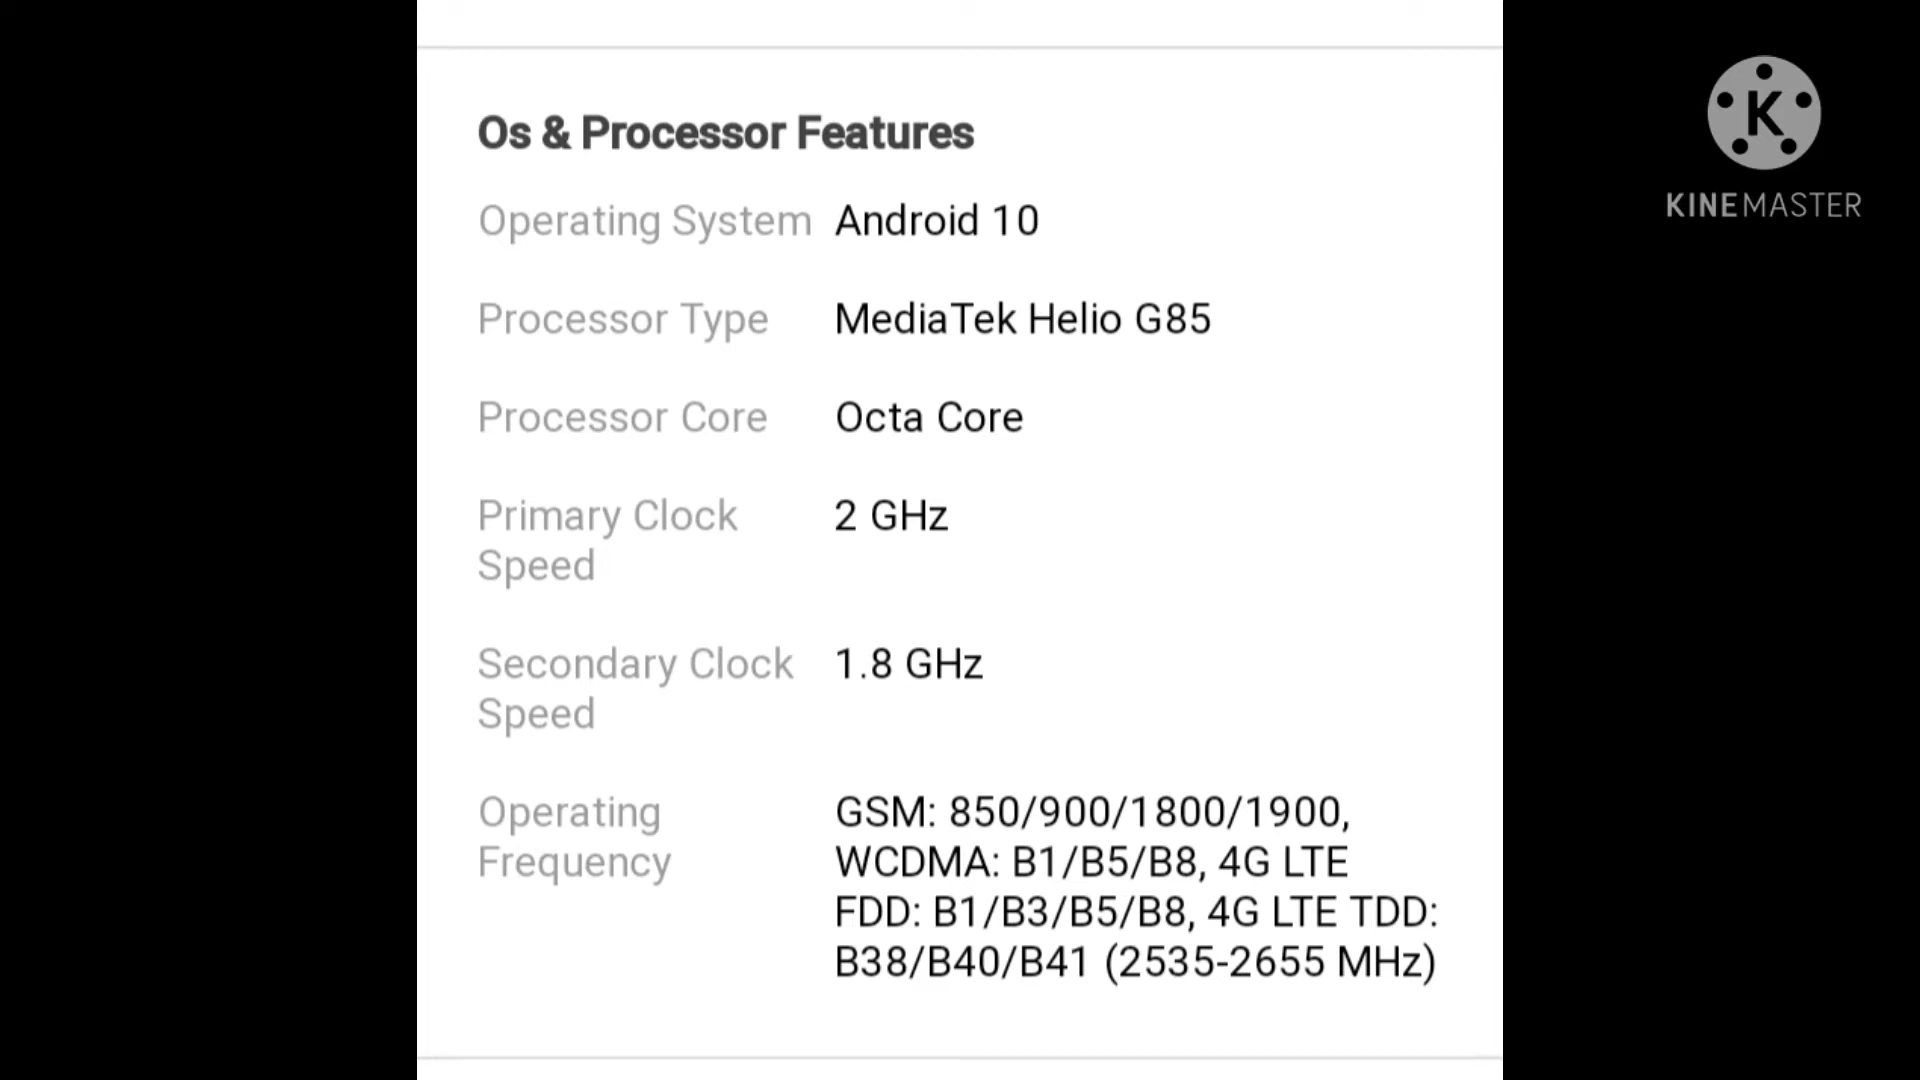 Os & Processor Features
Operating System Android 10
Processor Type MediaTek Helio G85
Processor Core Octa Core
Primary Clock Speed 2 GHz
Secondary Clock Speed 1.8 GHz
Operating Frequency GSM: 850/900/1800/1900,
WCDMA: B1/B5/B8, 4G LTE
FDD: B1/B3/B5/B8, 4G LTE TDD:
B38/B40/B41 (2535-2655 MHz)
K
KINEMASTER